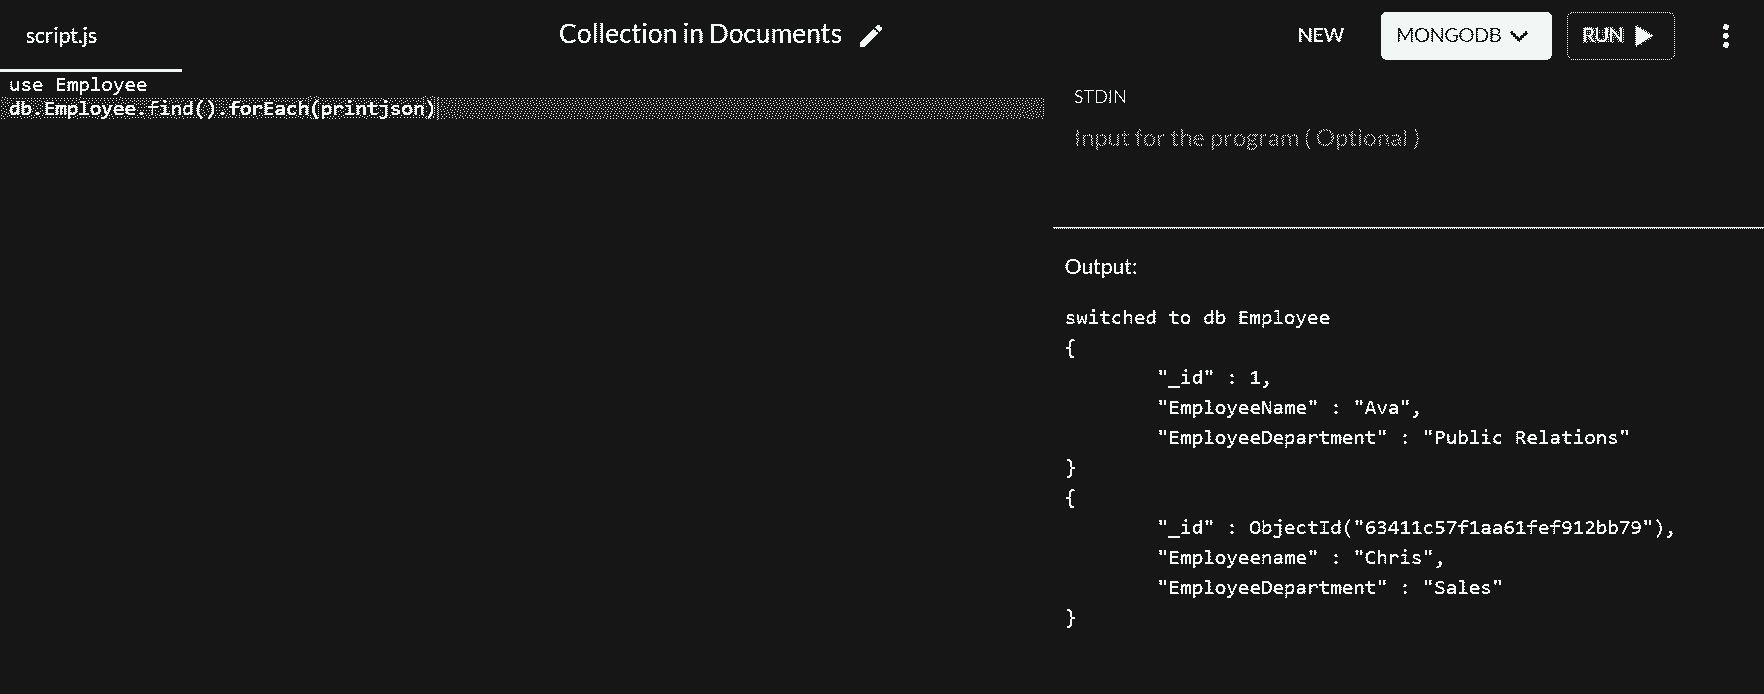 script.js
Collection in Documents
NEW
MONGODB
RUN
use Employee
db.Employee.find().forEach(printjson)
STDIN
Input for the program ( Optional )
Output:
switched to db Employee
{
"_id" : 1,
"EmployeeName" : "Ava",
"EmployeeDepartment" : "Public Relations"
}
{
"_id" : ObjectId("63411c57f1aa61fef912bb79"),
"Employeename" : "Chris",
"EmployeeDepartment" : "Sales"
}